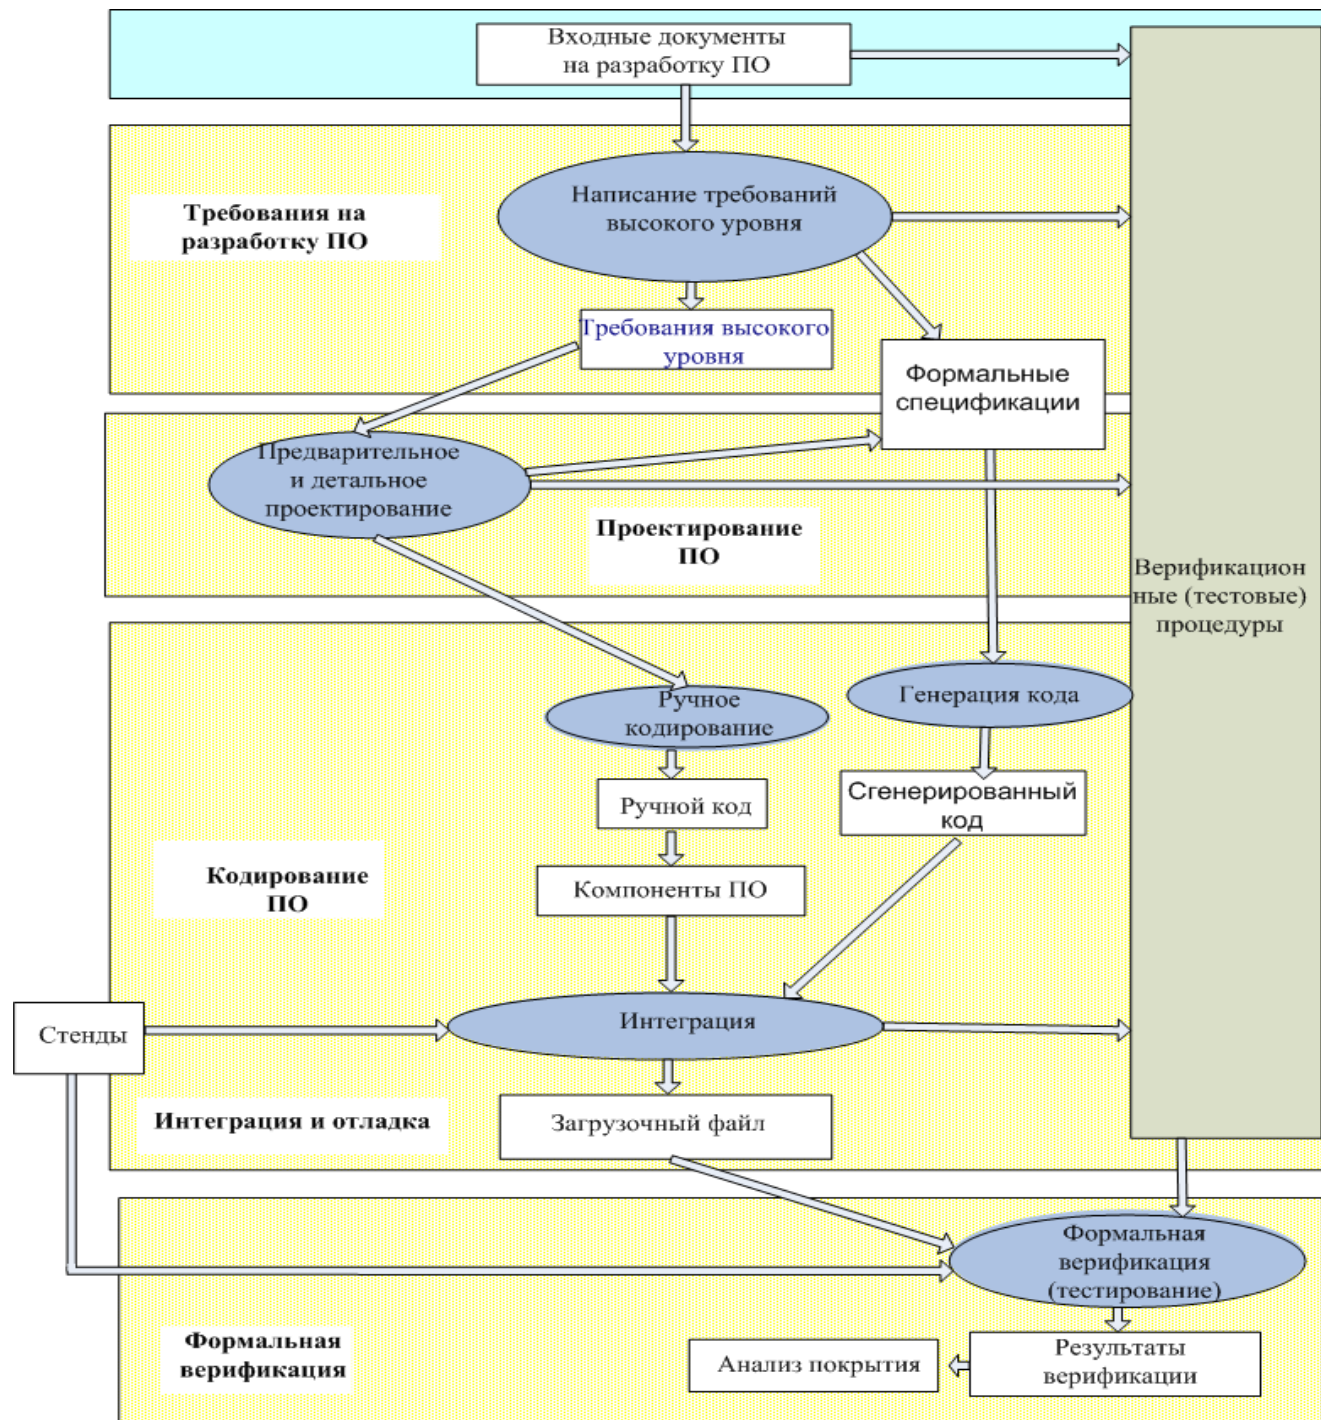 Входные документы
на разработку ПО
Написание требований
высокого уровня
Требования на
разработку ПО
Требования высокого
уровня
Формальные
спецификации
Предварительное
и детальное
проектирование
Проектирование
ПО
Верификацион
ные (тестовые)
процедуры
Ручное
кодирование
Генерация кода
Ручной код
Сгенерированный
код
Кодирование
ПО
Компоненты ПО
Стенды
Интеграция
Интеграция и отладка
Загрузочный файл
Формальная
верификация
(тестирование)
Формальная
верификация
Анализ покрытия
Результаты
верификации